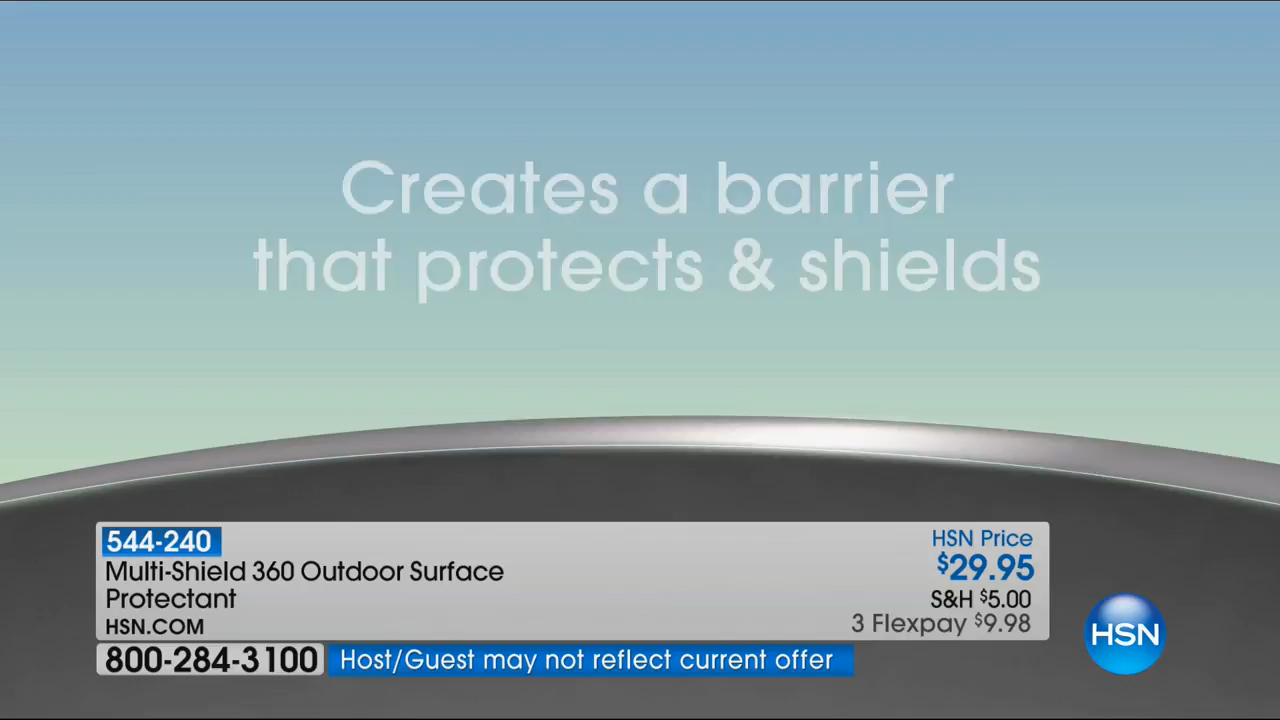 Creates a barrier
that protects & shields
544-240
Multi-Shield 360 Outdoor Surface
Protectant
HSN.COM
HSN Price
$29.95
S&H $5.00
3 Flexpay $9.98
800-284-3100
Host/Guest may not reflect current offer
HSN